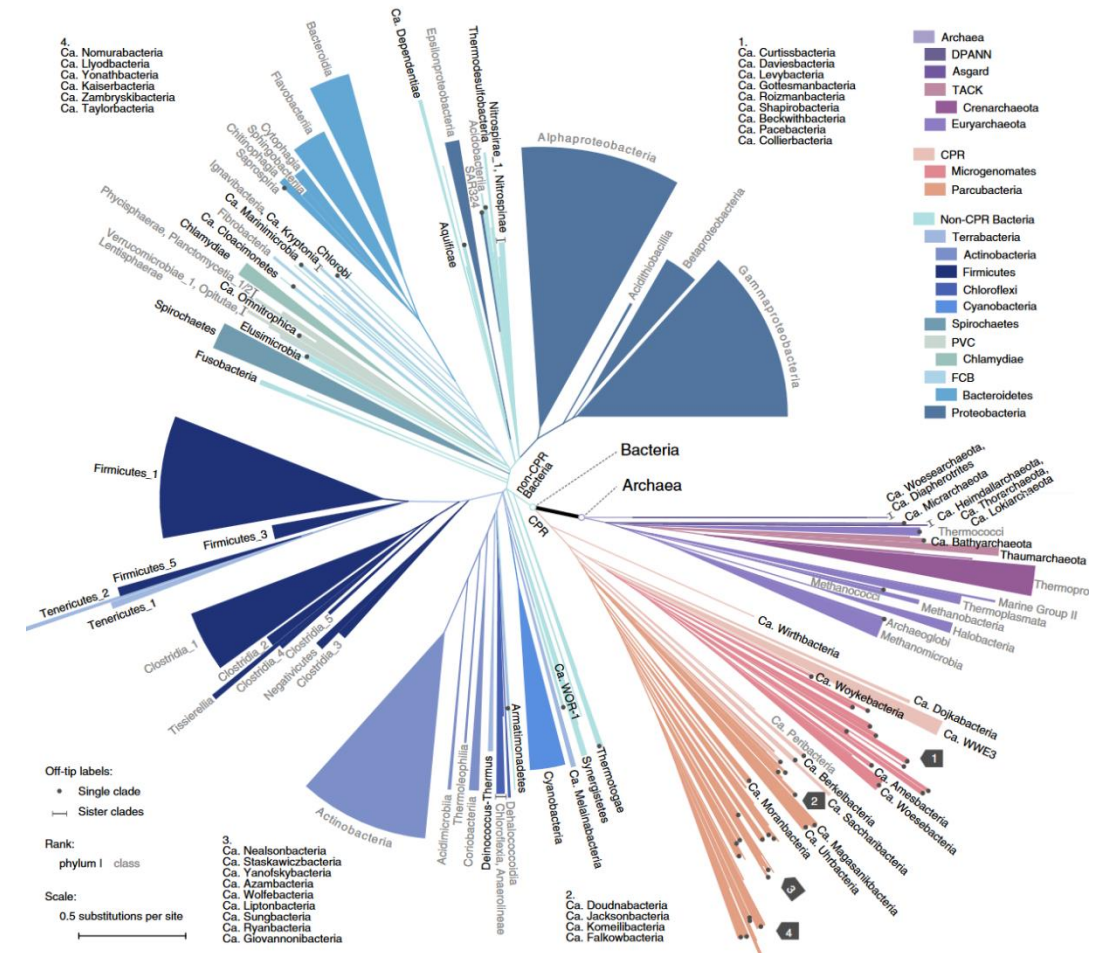 4.
Ca. Nomurabacteria
Ca. Llyodbacteria
Ca. Yonathbacteria
Ca. Kaiserbacteria
Ca. Zambryskibacteria
Ca. Taylorbacteria
Bacteroidia
Flavobacteriia
Cytophagia
Sphingobacteriia
Chitinophagia
Saprospiria
Ignavibacteria, Ca. Kryptonia
Chlorobi
Ca. Marinimicrobia
Fibrobacteria
Ca. Cloacimonetes
Chlamydiae
Phycisphaerae, Planctomycetia_1/2
Verrucomicrobiae_1, Opitutae,
Lentisphaerae
Ca. Omnitrophica
Elusimicrobia
Spirochaetes
Fusobacteria
Ca. Dependentiae
Epsilonproteobacteria
Aquificae
Thermodesulfobacteria
Acidobacteriia
SAR324
Nitrospirae_1, Nitrospinae
Alphaproteobacteria
Acidithiobacillia
Betaproteobacteria
Gammaproteobacteria
1.
Ca. Curtissbacteria
Ca. Daviesbacteria
Ca. Levybacteria
Ca. Gottesmanbacteria
Ca. Roizmanbacteria
Ca. Shapirobacteria
Ca. Beckwithbacteria
Ca. Pacebacteria
Ca. Collierbacteria
Archaea
DPANN
Asgard
TACK
Crenarchaeota
Euryarchaeota
CPR
Microgenomates
Parcubacteria
Non-CPR Bacteria
Terrabacteria
Actinobacteria
Firmicutes
Chloroflexi
Cyanobacteria
Spirochaetes
PVC
Chlamydiae
FCB
Bacteroidetes
Proteobacteria
non-CPR
Bacteria
CPR
Bacteria
Archaea
Ca. Woesearchaeota,
Ca. Diapherotrites
Ca. Micrarchaeota
Ca. Heimdallarchaeota,
Ca. Thorarchaeota,
Ca. Lokiarchaeota
Thermococci
Ca. Bathyarchaeota
Thaumarchaeota
Thermopro
Marine Group II
Thermoplasmata
Methanococci
Methanobacteria
Halobacteria
Archaeoglobi
Methanomicrobia
Ca. Wirthbacteria
Ca. Dojkabacteria
Ca. WWE3
Ca. Woykebacteria
1
Ca. Amesbacteria
Ca. Woesebacteria
Ca. Peribacteria
Ca. Berkelbacteria
Ca. Saccharibacteria
2
Ca. Magasanikbacteria
Ca. Uhrbacteria
Ca. Moranbacteria
3
4
Firmicutes_1
Firmicutes_3
Firmicutes_5
Tenericutes_2
Tenericutes_1
Clostridia_1
Clostridia_2
Clostridia_4
Clostridia_5
Tissierellia
Negativicutes
Clostridia_3
Actinobacteria
Acidimicrobiia
Thermoleophilia
Coriobacteria
Deinococcus-Thermus
Chloroflexia, Anaerolineae
Dehalococcoidia
Armatimonadetes
Cyanobacteria
Ca. WOR-1
Ca. Melainabacteria
Synergistetes
Thermotogae
Off-tip labels:
Single clade
Sister clades
Rank:
phylum | class
Scale:
0.5 substitutions per site
3.
Ca. Nealsonbacteria
Ca. Staskawiczbacteria
Ca. Yanofskybacteria
Ca. Azambacteria
Ca. Wolfebacteria
Ca. Liptonbacteria
Ca. Sungbacteria
Ca. Ryanbacteria
Ca. Giovannonibacteria
2.
Ca. Doudnabacteria
Ca. Jacksonbacteria
Ca. Komeilibacteria
Ca. Falkowbacteria